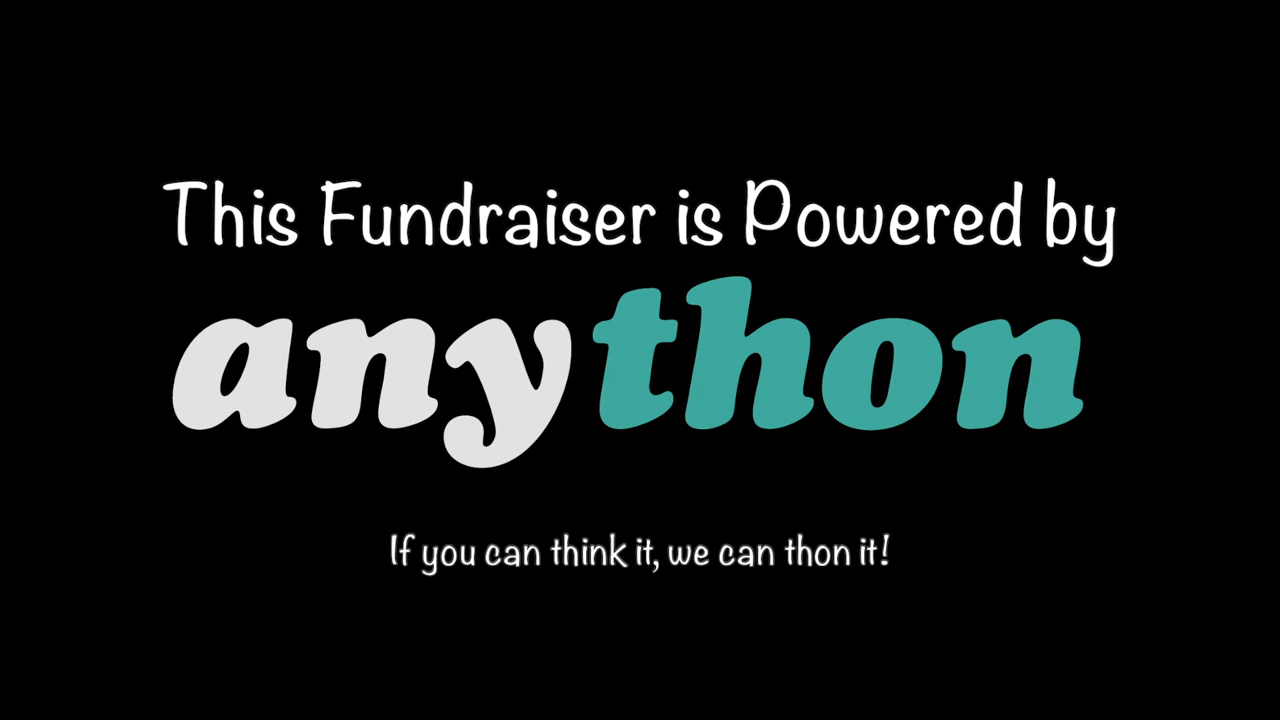 This Fundraiser is Powered by
anython
If you can think it, we can thon it!